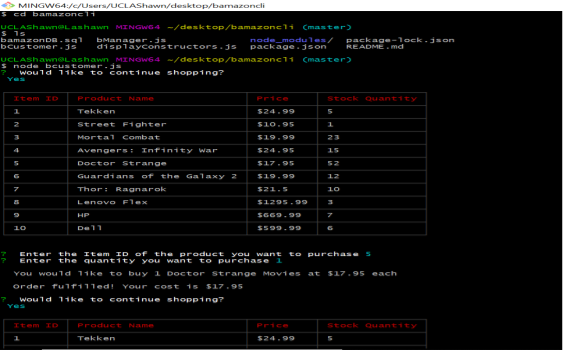 MINGW64:/c/Users/UCLAShawn/desktop/bamazoncli
$ cd bamazoncli
UCLAShawn@Lashawn MINGW64 ~/desktop/bamazoncli (master)
$ ls
bamazonDB.sql bManager.js node_modules/ package-lock.json
bCustomer.js displayConstructors.js package.json README.md
UCLAShawn@Lashawn MINGW64 ~/desktop/bamazoncli (master)
$ node bcustomer.js
? Would like to continue shopping?
Yes
Item ID Product Name Price Stock Quantity
1 Tekken $24.99 5
2 Street Fighter $10.95 1
3 Mortal Combat $19.99 23
4 Avengers: Infinity War $24.95 15
5 Doctor Strange $17.95 52
6 Guardians of the Galaxy 2 $19.99 12
7 Thor: Ragnarok $21.5 10
8 Lenovo Flex $1295.99 3
9 HP $669.99 7
10 Dell $599.99 6
? Enter the Item ID of the product you want to purchase 5
? Enter the quantity you want to purchase 1
You would like to buy 1 Doctor Strange Movies at $17.95 each
Order fulfilled! Your cost is $17.95
? Would like to continue shopping?
Yes
Item ID Product Name Price Stock Quantity
1 Tekken $24.99 5